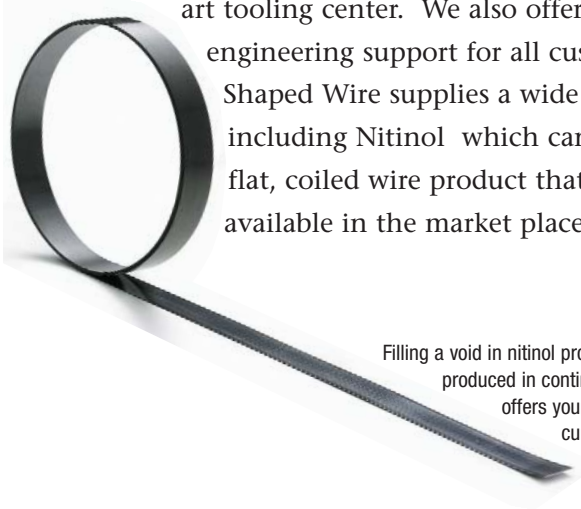 art tooling center. We also offer
engineering support for all cus
Shaped Wire supplies a wide
including Nitinol which car
flat, coiled wire product that
available in the market place
Filling a void in nitinol pro
produced in contin
offers you
cu